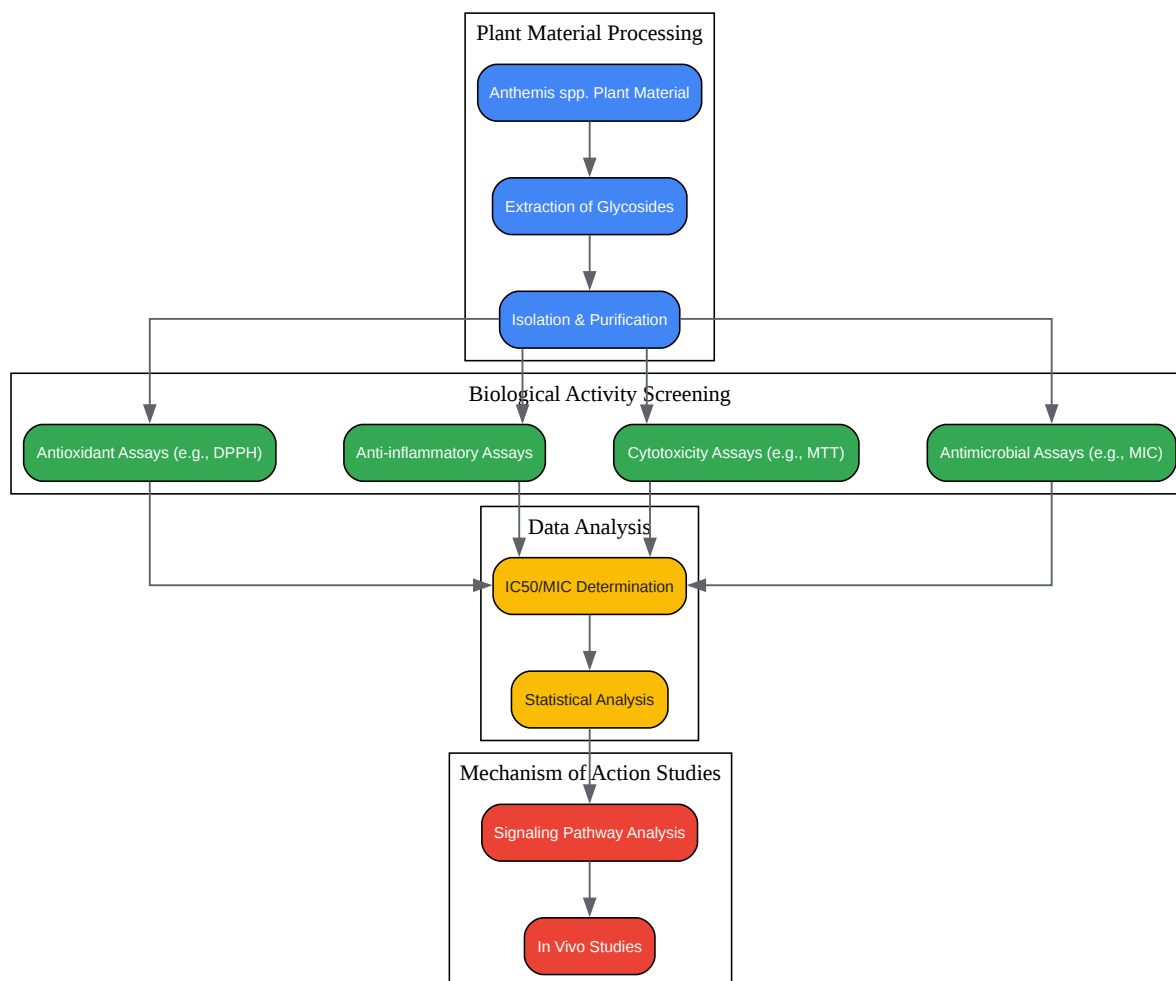 Plant Material Processing
Anthemis spp. Plant Material
Extraction of Glycosides
Isolation & Purification
Biological Activity Screening
Antioxidant Assays (e.g., DPPH)
Anti-inflammatory Assays
Cytotoxicity Assays (e.g., MTT)
Antimicrobial Assays (e.g., MIC)
Data Analysis
IC50/MIC Determination
Statistical Analysis
Mechanism of Action Studies
Signaling Pathway Analysis
In Vivo Studies